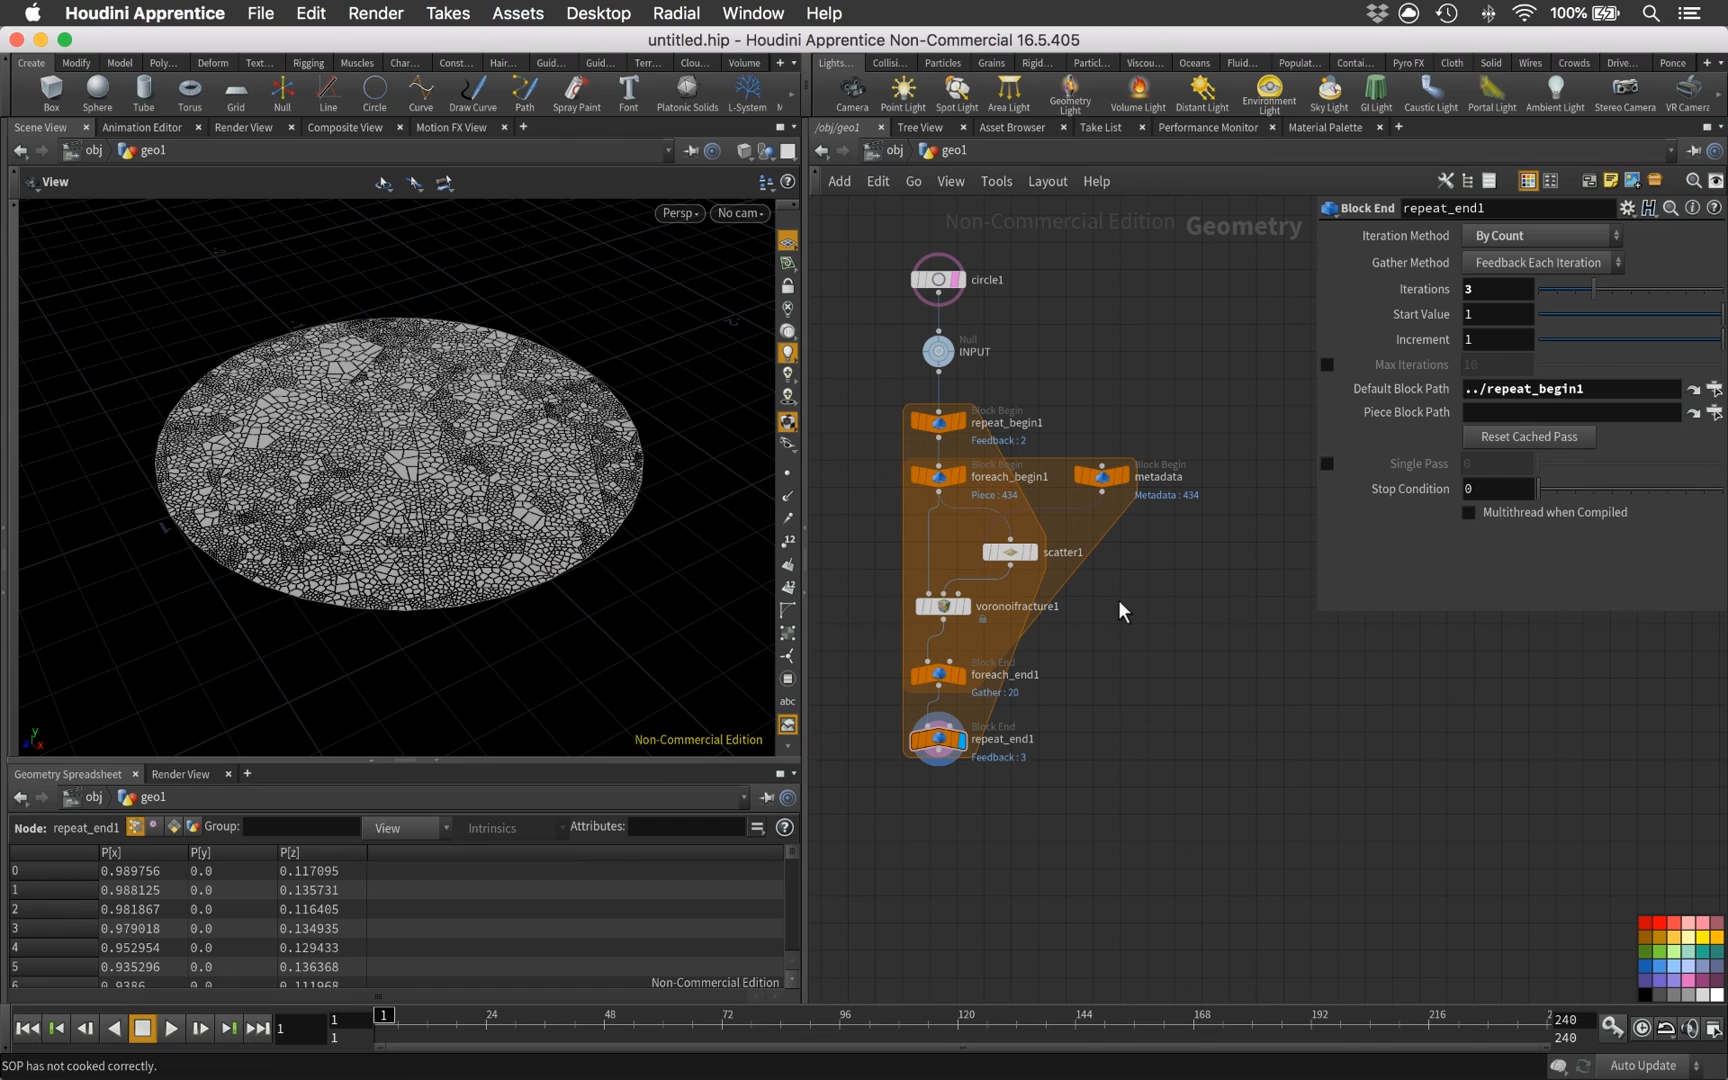 Houdini Apprentice File Edit Render Takes Assets Desktop Radial Window Help 100%
untitled.hip - Houdini Apprentice Non-Commercial 16.5.405
Create Modify Model Poly... Deform Text... Rigging Muscles Char... Const... Hair... Guid... Guid... Terr... Clou... Volume
Box Sphere Tube Torus Grid Null Line Circle Curve Draw Curve Path Spray Paint Font Platonic Solids L-System
Lights... Collisi... Particles Grains Rigid... Particl... Viscou... Oceans Fluid... Populat... Contai... Pyro FX Cloth Solid Wires Crowds Drive... Ponce
Camera Point Light Spot Light Area Light Geometry Light Volume Light Distant Light Environment Light Sky Light GI Light Caustic Light Portal Light Ambient Light Stereo Camera VR Camera
Scene View Animation Editor Render View Composite View Motion FX View
/obj/geo1 Tree View Asset Browser Take List Performance Monitor Material Palette
obj geo1
obj geo1
View
Persp No cam
Non-Commercial Edition
12
12
abc
y
x
Add Edit Go View Tools Layout Help
Non-Commercial Edition Geometry
circle1
Null
INPUT
Block Begin
repeat_begin1
Feedback : 2
Block Begin
foreach_begin1
Piece : 434
Block Begin
metadata
Metadata : 434
scatter1
voronoifracture1
Block End
foreach_end1
Gather : 20
Block End
repeat_end1
Feedback : 3
Block End repeat_end1
Iteration Method By Count
Gather Method Feedback Each Iteration
Iterations 3
Start Value 1
Increment 1
Max Iterations 10
Default Block Path ../repeat_begin1
Piece Block Path
Reset Cached Pass
Single Pass 0
Stop Condition 0
Multithread when Compiled
Geometry Spreadsheet Render View
obj geo1
Node: repeat_end1 Group: View Intrinsics Attributes:
P[x] P[y] P[z]
0 0.989756 0.0 0.117095
1 0.988125 0.0 0.135731
2 0.981867 0.0 0.116405
3 0.979018 0.0 0.134935
4 0.952954 0.0 0.129433
5 0.935296 0.0 0.136368
6 0.9386 0.0 0.111968
Non-Commercial Edition
1 1 1 1 24 48 72 96 120 144 168 192 216 2 240 240
SOP has not cooked correctly.
Auto Update